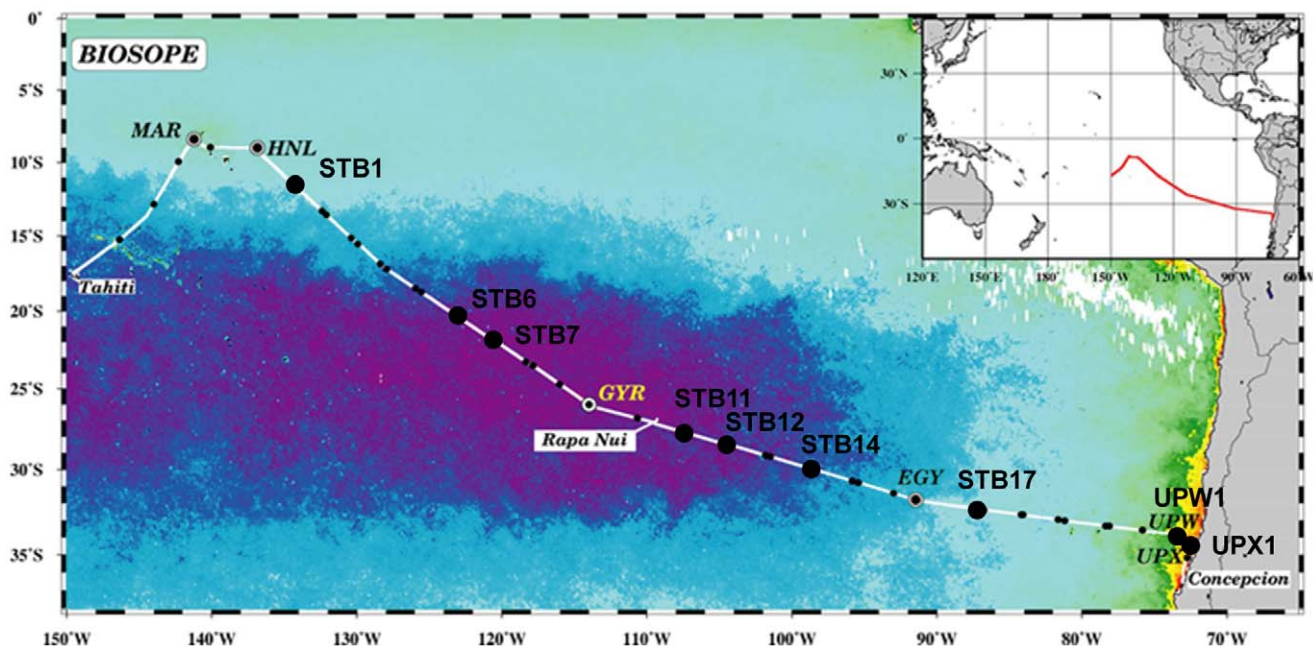 0°
BIOSOPE
5°S
MAR
HNL
10°S
STB1
15°S
Tahiti
20°S
STB6
STB7
25°S
GYR
STB11
Rapa Nui
STB12
STB14
30°S
EGY
STB17
UPW1
UPW
UPX
UPX1
35°S
Concepcion
150°W 140°W 130°W 120°W 110°W 100°W 90°W 80°W 70°W
30°N
0°
30°S
120°E 150°E 180° 150°W 120°W 90°W 60°W